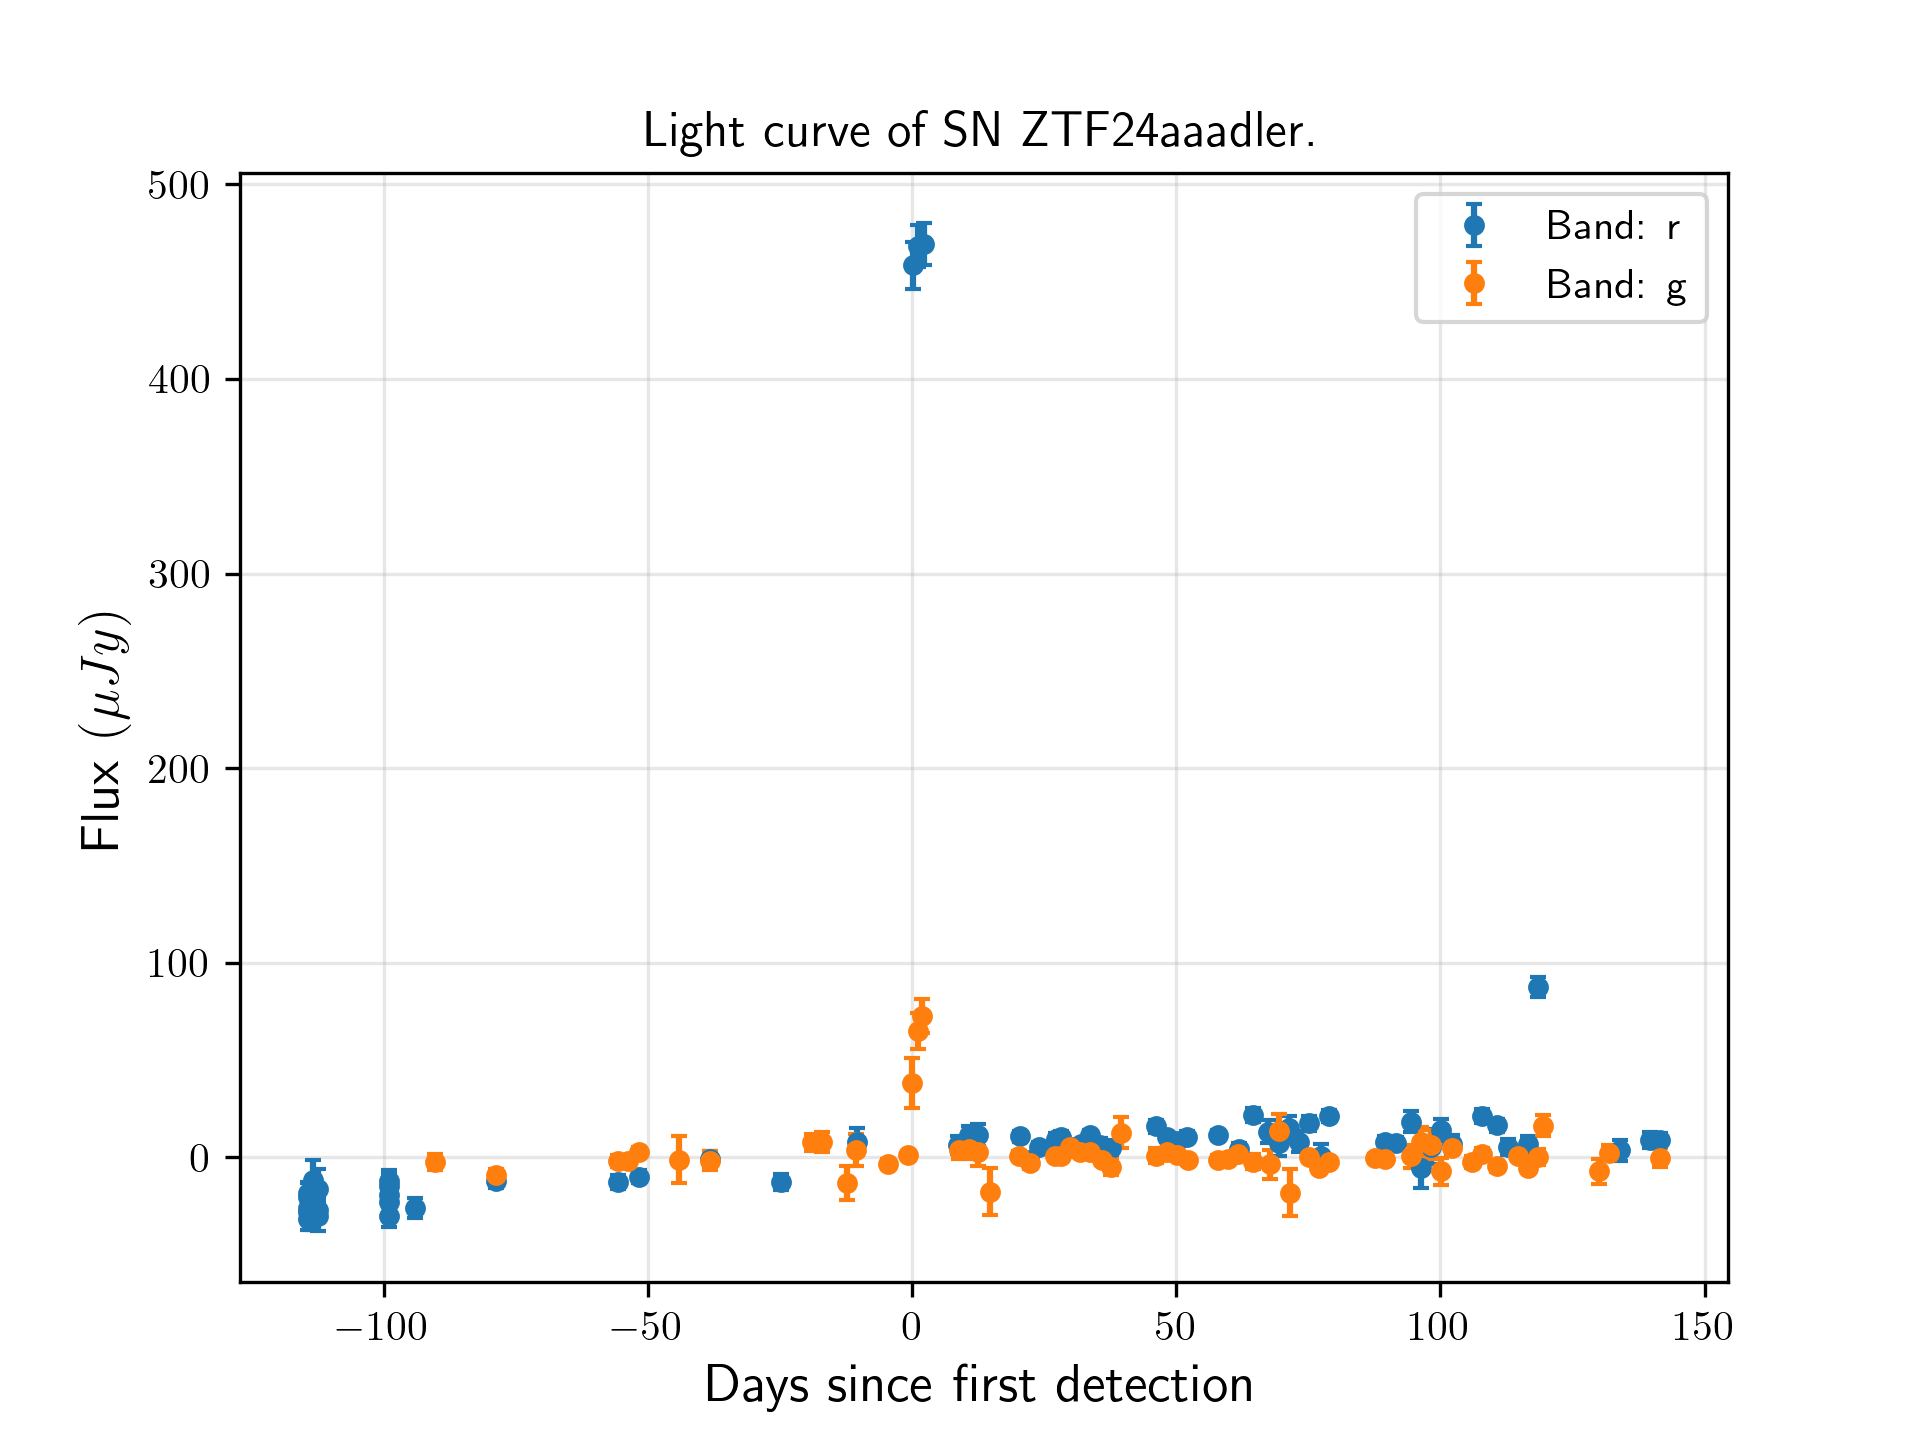 Light curve of SN ZTF24aaadler.
Band: r
Band: g
500
400
300
200
100
0
Flux (μJy)
−100 −50 0 50 100 150
Days since first detection